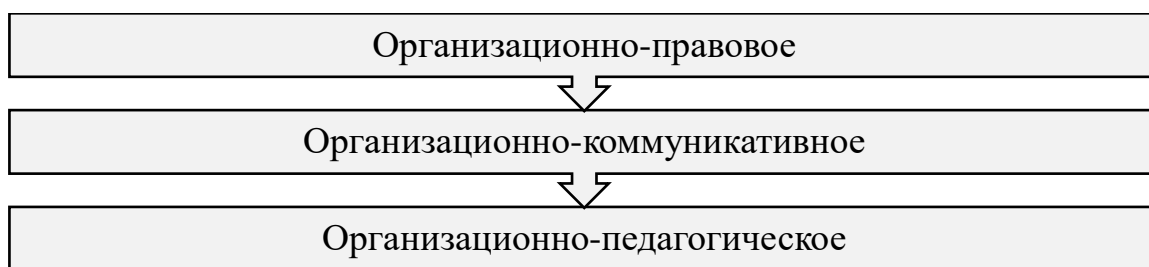 Организационно-правовое
Организационно-коммуникативное
Организационно-педагогическое